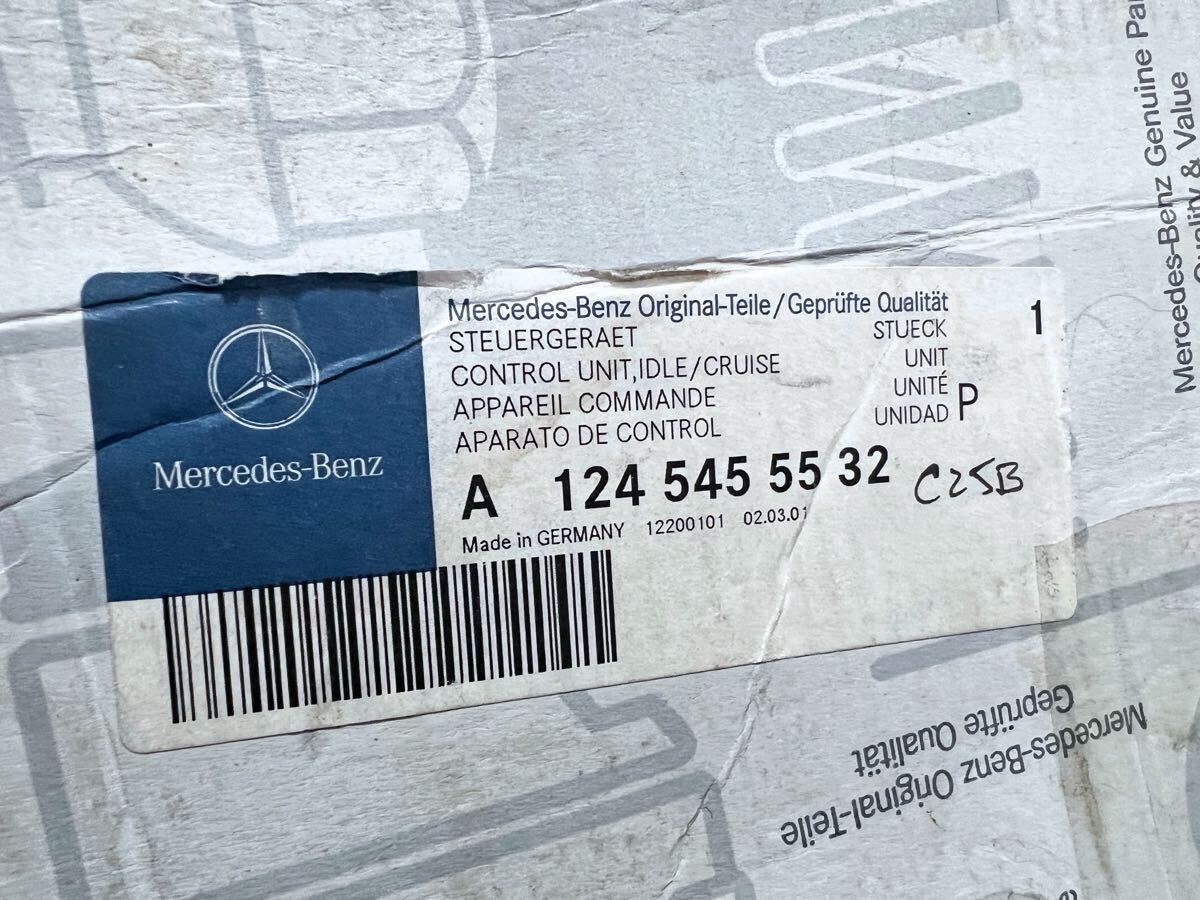 Mercedes-Benz
Mercedes-Benz Original-Teile/Geprüfte Qualität
STEUERGERAET
CONTROL UNIT,IDLE/CRUISE
APPAREIL COMMANDE
APARATO DE CONTROL
STUECK
UNIT
UNITÉ
UNIDAD P
1
A 124 545 55 32
C25B
Made in GERMANY 12200101 02.03.01
Mercedes-Benz Genuine
Quality & Value
Mercedes-Benz Original-Teile
Geprüfte Qualität